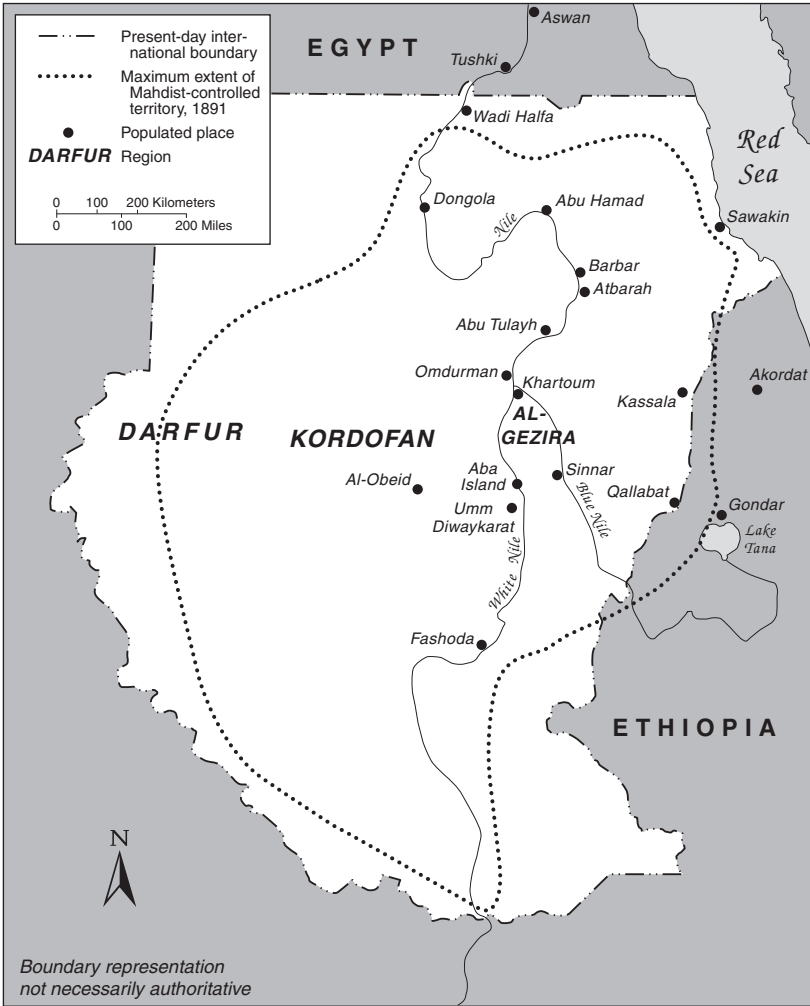 Present-day inter-
national boundary
Maximum extent of
Mahdist-controlled
territory, 1891
Populated place
DARFUR Region
0 100 200 Kilometers
0 100 200 Miles
Aswan
EGYPT
Tushki
Wadi Halfa
Red
Sea
Dongola
Nile
Abu Hamad
Sawakin
Barbar
Atbarah
Abu Tulayh
Omdurman
Khartoum
Kassala
Akordat
DARFUR
KORDOFAN
AL-
GEZIRA
Al-Obeid
Aba
Island
Sinnar
Qallabat
Gondar
Umm
Diwaykarat
Blue Nile
Lake
Tana
White Nile
Fashoda
ETHIOPIA
N
Boundary representation
not necessarily authoritative